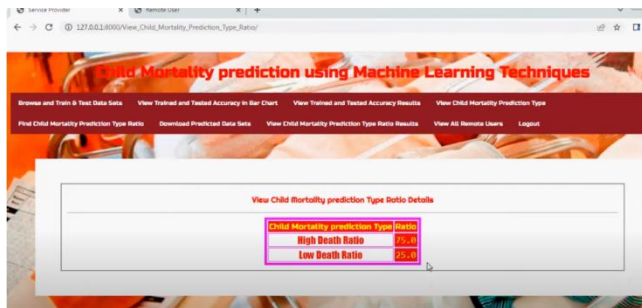 Service Provider
Remote User
127.0.0.1:8000/View_Child_Mortality_Prediction_Type_Ratio/
Child Mortality prediction using Machine Learning Techniques
Browse and Train & Test Data Sets View Trained and Tested Accuracy in Bar Chart View Trained and Tested Accuracy Results View Child Mortality Prediction Type
Find Child Mortality Prediction Type Ratio Download Predicted Data Sets View Child Mortality Prediction Type Ratio Results View All Remote Users Logout
View Child Mortality prediction Type Ratio Details
Child Mortality prediction Type Ratio
High Death Ratio 75.0
Low Death Ratio 25.0